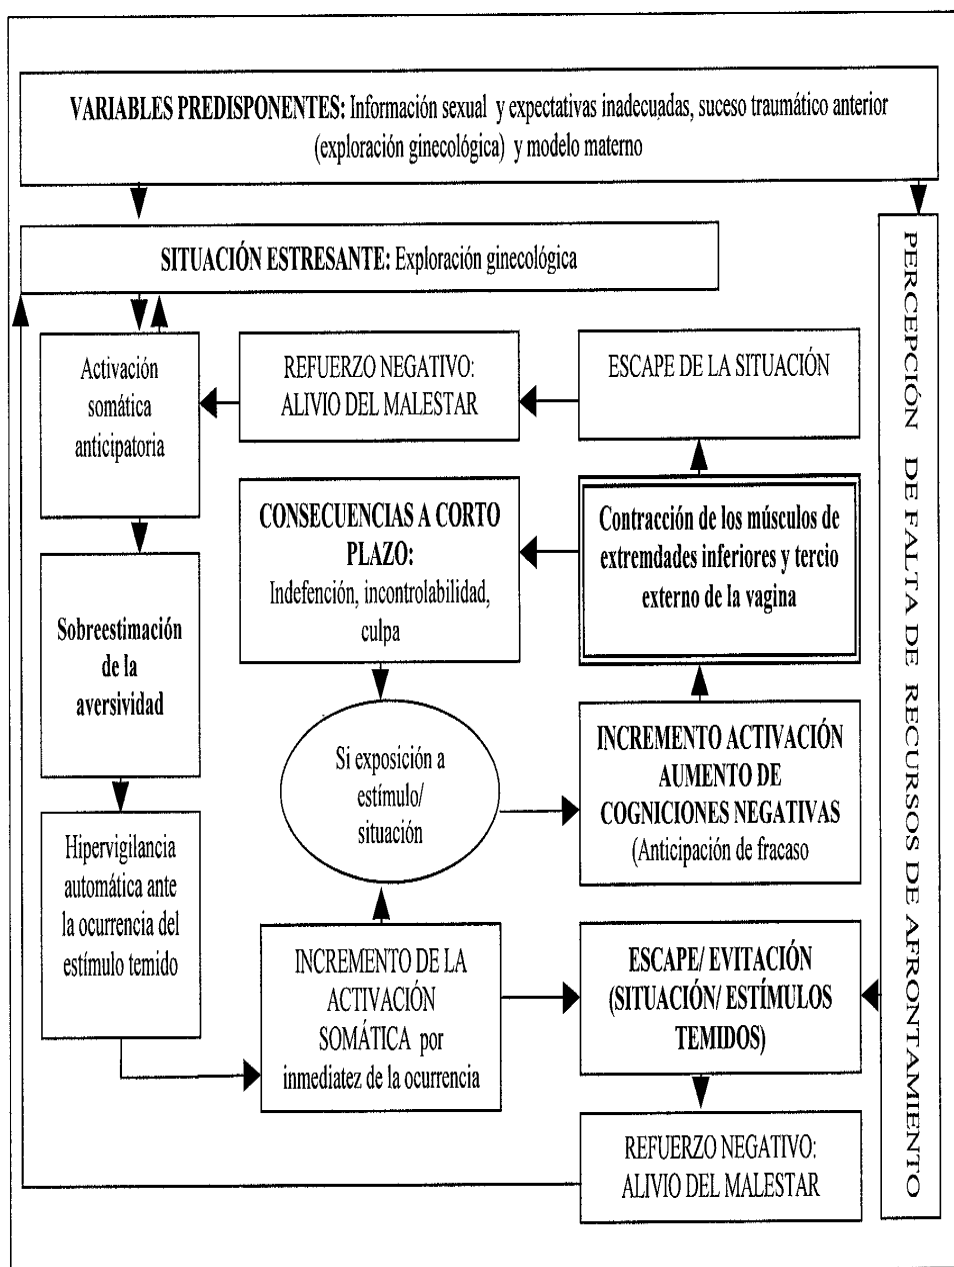 VARIABLES PREDISPONENTES: Información sexual y expectativas inadecuadas, suceso traumático anterior
(exploración ginecológica) y modelo materno
SITUACIÓN ESTRESANTE: Exploración ginecológica
Activación
somática
anticipatoria
REFUERZO NEGATIVO:
ALIVIO DEL MALESTAR
ESCAPE DE LA SITUACIÓN
CONSECUENCIAS A CORTO
PLAZO:
Indefención, incontrolabilidad,
culpa
Contracción de los músculos de
extremdades inferiores y tercio
externo de la vagina
Sobreestimación
de la
aversividad
Si exposición a
estímulo/
situación
INCREMENTO ACTIVACIÓN
AUMENTO DE
COGNICIONES NEGATIVAS
(Anticipación de fracaso
Hipervigilancia
automática ante
la ocurrencia del
estímulo temido
INCREMENTO DE LA
ACTIVACIÓN
SOMÁTICA por
inmediatez de la ocurrencia
ESCAPE/ EVITACIÓN
(SITUACIÓN/ ESTÍMULOS
TEMIDOS)
REFUERZO NEGATIVO:
ALIVIO DEL MALESTAR
PERCEPCIÓN DE FALTA DE RECURSOS DE AFRONTAMIENTO